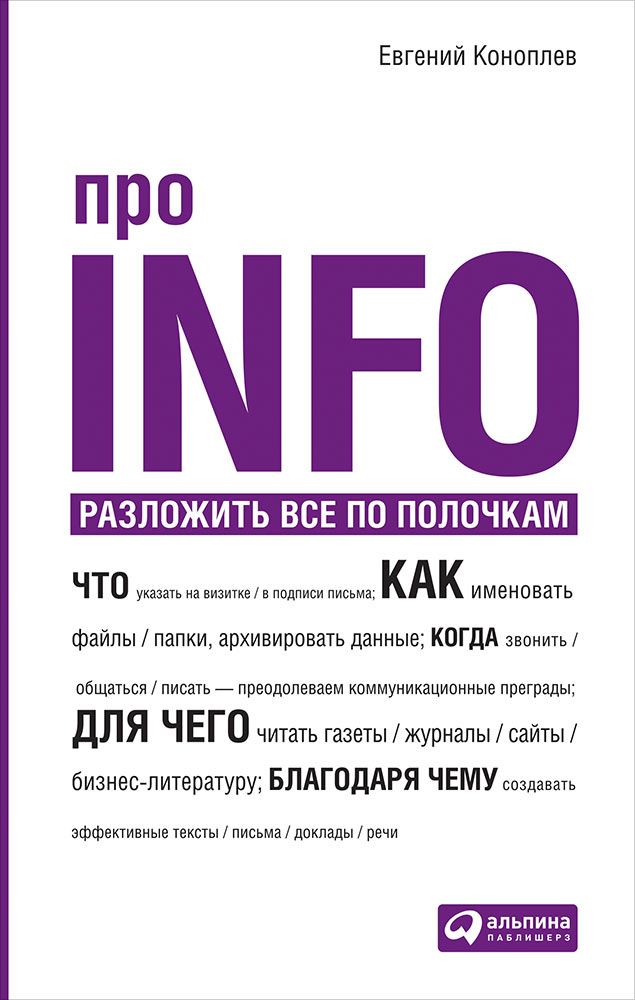 Евгений Коноплев
про
INFO
РАЗЛОЖИТЬ ВСЕ ПО ПОЛОЧКАМ
ЧТО указать на визитке / в подписи письма; КАК именовать
файлы / папки, архивировать данные; КОГДА звонить /
общаться / писать — преодолеваем коммуникационные преграды;
ДЛЯ ЧЕГО читать газеты / журналы / сайты /
бизнес-литературу; БЛАГОДАРЯ ЧЕМУ создавать
эффективные тексты / письма / доклады / речи
альпина
ПАБЛИШЕРЗ